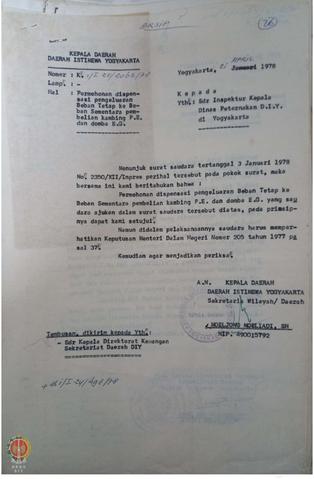 ARSIP
KEPALA DAERAH
DAERAH ISTIMEWA YOGYAKARTA
Nomor : K.
Lamp. : -
Hal : Permohonan dispen-
sasi pengeluaran
Beban Tetap ke Be
ban Sementara pem-
belian kambing P.E.
dan domba E.G.
Yogyakarta, Januari 1978
K e p a d a
Yth. Sdr Inspektur Kepala
Dinas Peternakan D.I.Y.
di Yogyakarta
Menunjuk surat saudara tertanggal 3 Januari 1978
No. 2350/XII/Inpres perihal tersebut pada pokok surat, maka
bersama ini kami beritahukan bahwa :
Permohonan dispensasi pengeluaran Beban Tetap ke
Beban Sementara pembelian kambing P.E. dan domba E.G. yang sau
dara ajukan dalam surat saudara tersebut diatas, pada prinsip-
nya dapat kami setujui.
Namun didalam pelaksanaannya saudara harus memper-
hatikan Keputusan Menteri Dalam Negeri Nomor 205 tahun 1977 pa
sal 37.
Kemudian agar menjadikan periksa.
A.N. KEPALA DAERAH
DAERAH ISTIMEWA YOGYAKARTA
Sekretaris Wilayah/Daerah
/ MOELJONO MOELIADI, SH
NIP. 490015792
Tembusan, dikirim kepada Yth.:
- Sdr Kepala Direktorat Keuangan
Sekretariat Daerah DIY